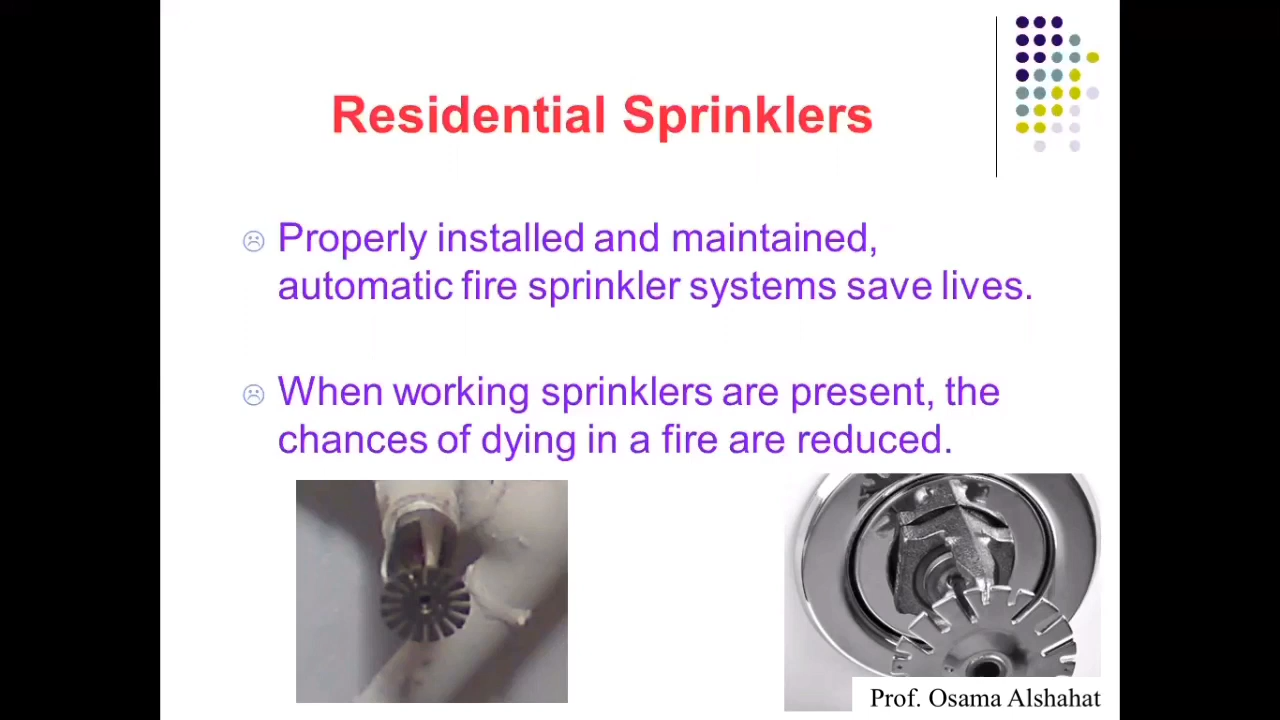 Residential Sprinklers
Properly installed and maintained,
automatic fire sprinkler systems save lives.
When working sprinklers are present, the
chances of dying in a fire are reduced.
Prof. Osama Alshahat